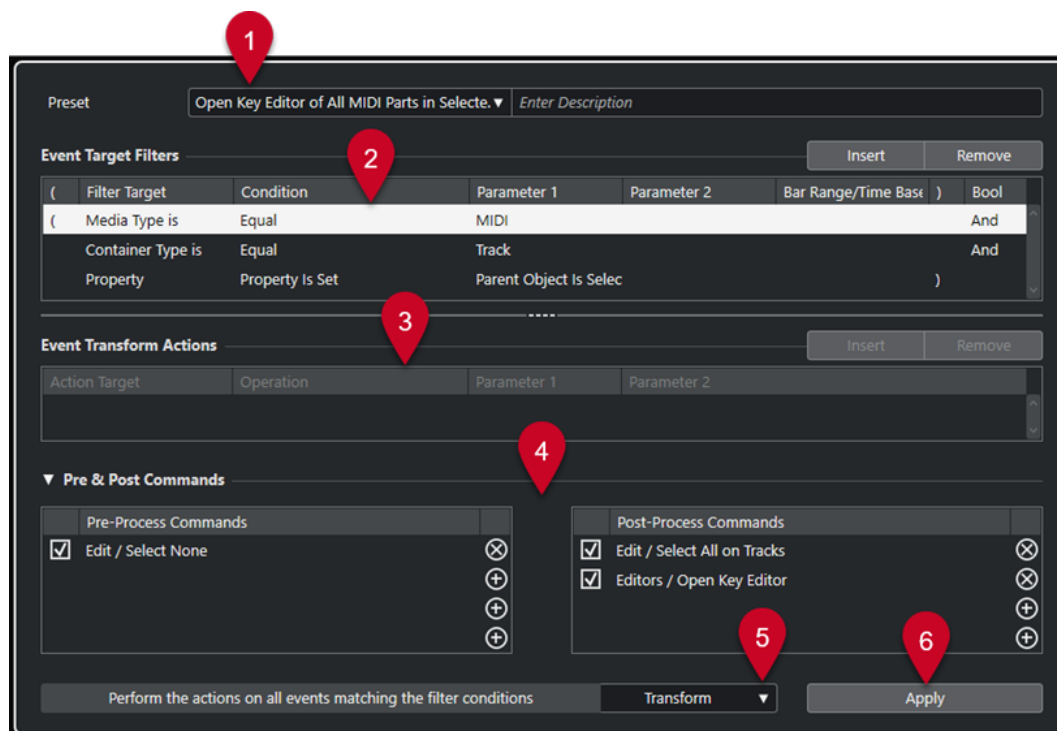 1
Preset Open Key Editor of All MIDI Parts in Selecte. ▼ Enter Description
2
Event Target Filters Insert Remove
( Filter Target Condition Parameter 1 Parameter 2 Bar Range/Time Base ) Bool
( Media Type is Equal MIDI And
Container Type is Equal Track And
Property Property Is Set Parent Object Is Selec )
3
Event Transform Actions Insert Remove
Action Target Operation Parameter 1 Parameter 2
4
▼ Pre & Post Commands
Pre-Process Commands Post-Process Commands
Edit / Select None Edit / Select All on Tracks
Editors / Open Key Editor
5 6
Perform the actions on all events matching the filter conditions Transform ▼ Apply